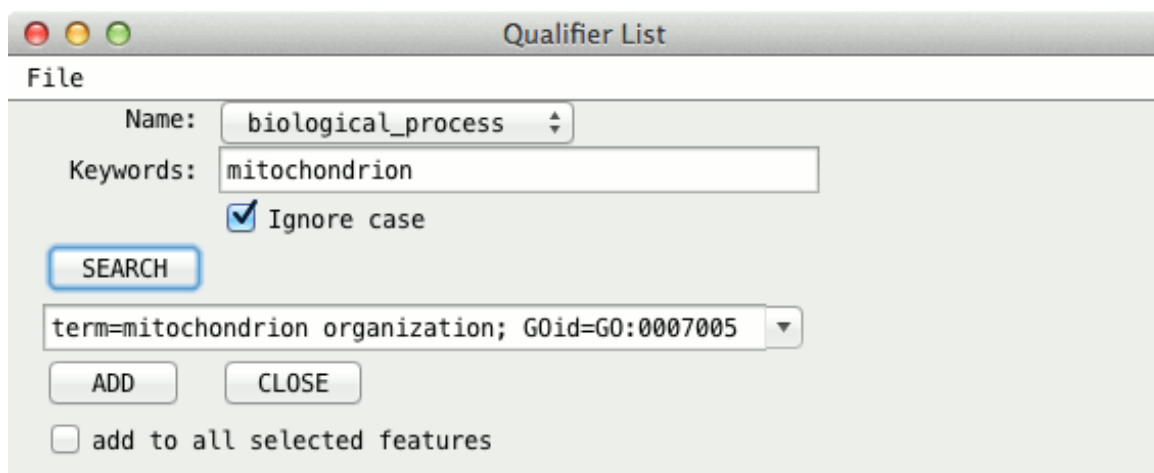 Qualifier List
File
Name: biological_process
Keywords: mitochondrion
Ignore case
SEARCH
term=mitochondrion organization; GOid=GO:0007005
ADD CLOSE
add to all selected features